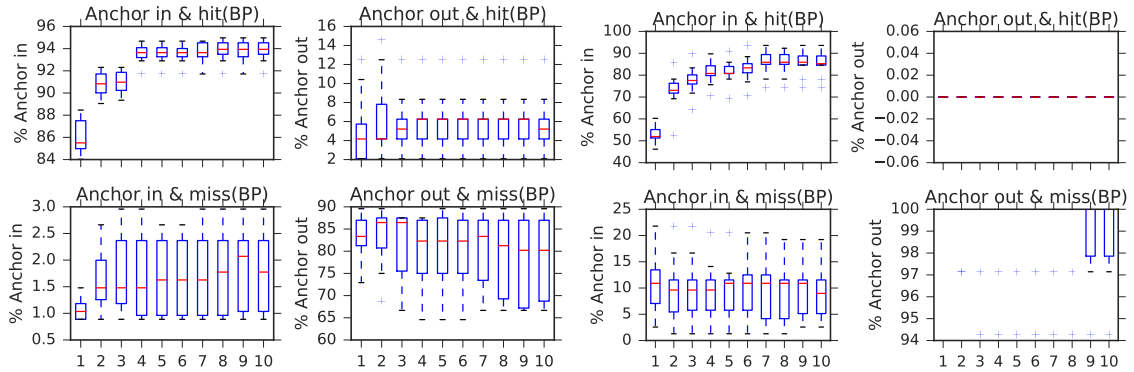 Anchor in & hit(BP)
% Anchor in
96
94
92
90
88
86
84
Anchor out & hit(BP)
% Anchor out
16
14
12
10
8
6
4
2
Anchor in & hit(BP)
% Anchor in
100
90
80
70
60
50
40
Anchor out & hit(BP)
% Anchor out
0.06
0.04
0.02
0.00
−0.02
−0.04
−0.06
Anchor in & miss(BP)
% Anchor in
3.0
2.5
2.0
1.5
1.0
0.5
1 2 3 4 5 6 7 8 9 10
Anchor out & miss(BP)
% Anchor out
90
85
80
75
70
65
60
1 2 3 4 5 6 7 8 9 10
Anchor in & miss(BP)
% Anchor in
25
20
15
10
5
0
1 2 3 4 5 6 7 8 9 10
Anchor out & miss(BP)
% Anchor out
100
99
98
97
96
95
94
1 2 3 4 5 6 7 8 9 10